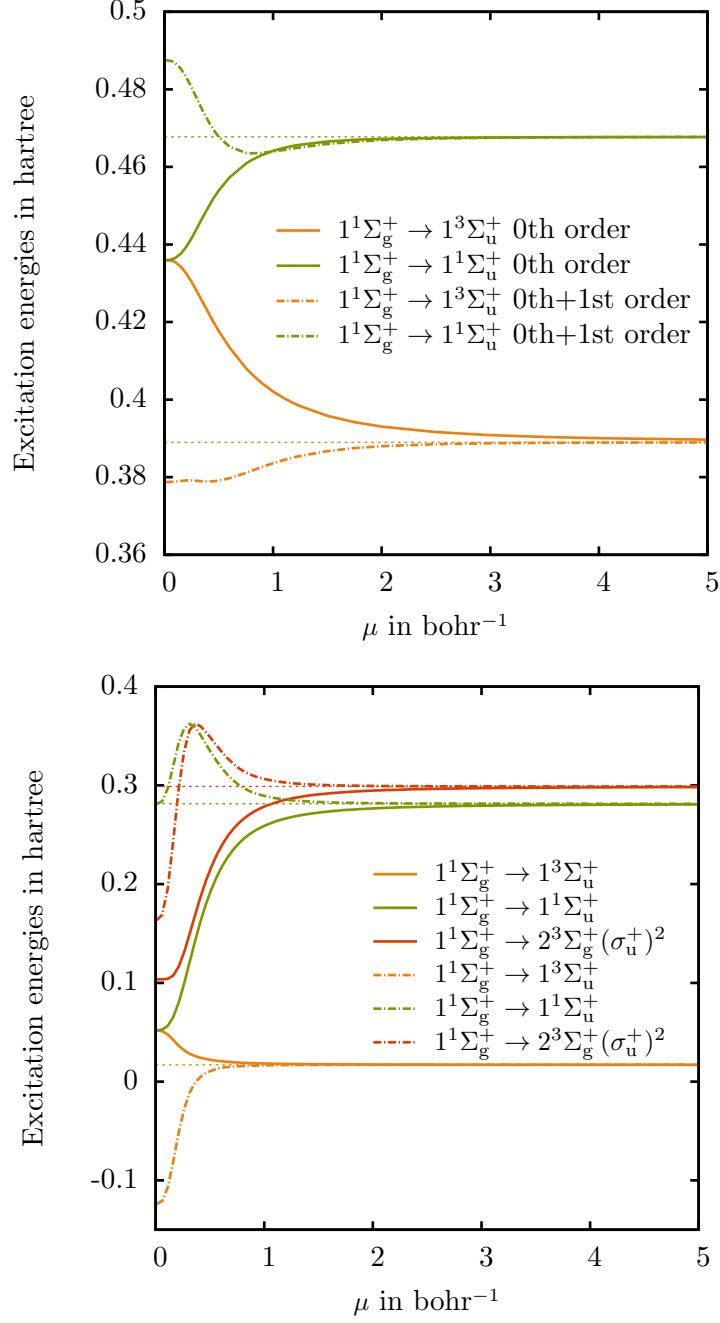 0.5
0.48
0.46
0.44
0.42
0.4
0.38
0.36
Excitation energies in hartree
1¹Σg⁺ → 1³Σu⁺ 0th order
1¹Σg⁺ → 1¹Σu⁺ 0th order
1¹Σg⁺ → 1³Σu⁺ 0th+1st order
1¹Σg⁺ → 1¹Σu⁺ 0th+1st order
0 1 2 3 4 5
μ in bohr⁻¹
0.4
0.3
0.2
0.1
0
-0.1
Excitation energies in hartree
1¹Σg⁺ → 1³Σu⁺
1¹Σg⁺ → 1¹Σu⁺
1¹Σg⁺ → 2³Σg⁺(σu⁺)²
1¹Σg⁺ → 1³Σu⁺
1¹Σg⁺ → 1¹Σu⁺
1¹Σg⁺ → 2³Σg⁺(σu⁺)²
0 1 2 3 4 5
μ in bohr⁻¹